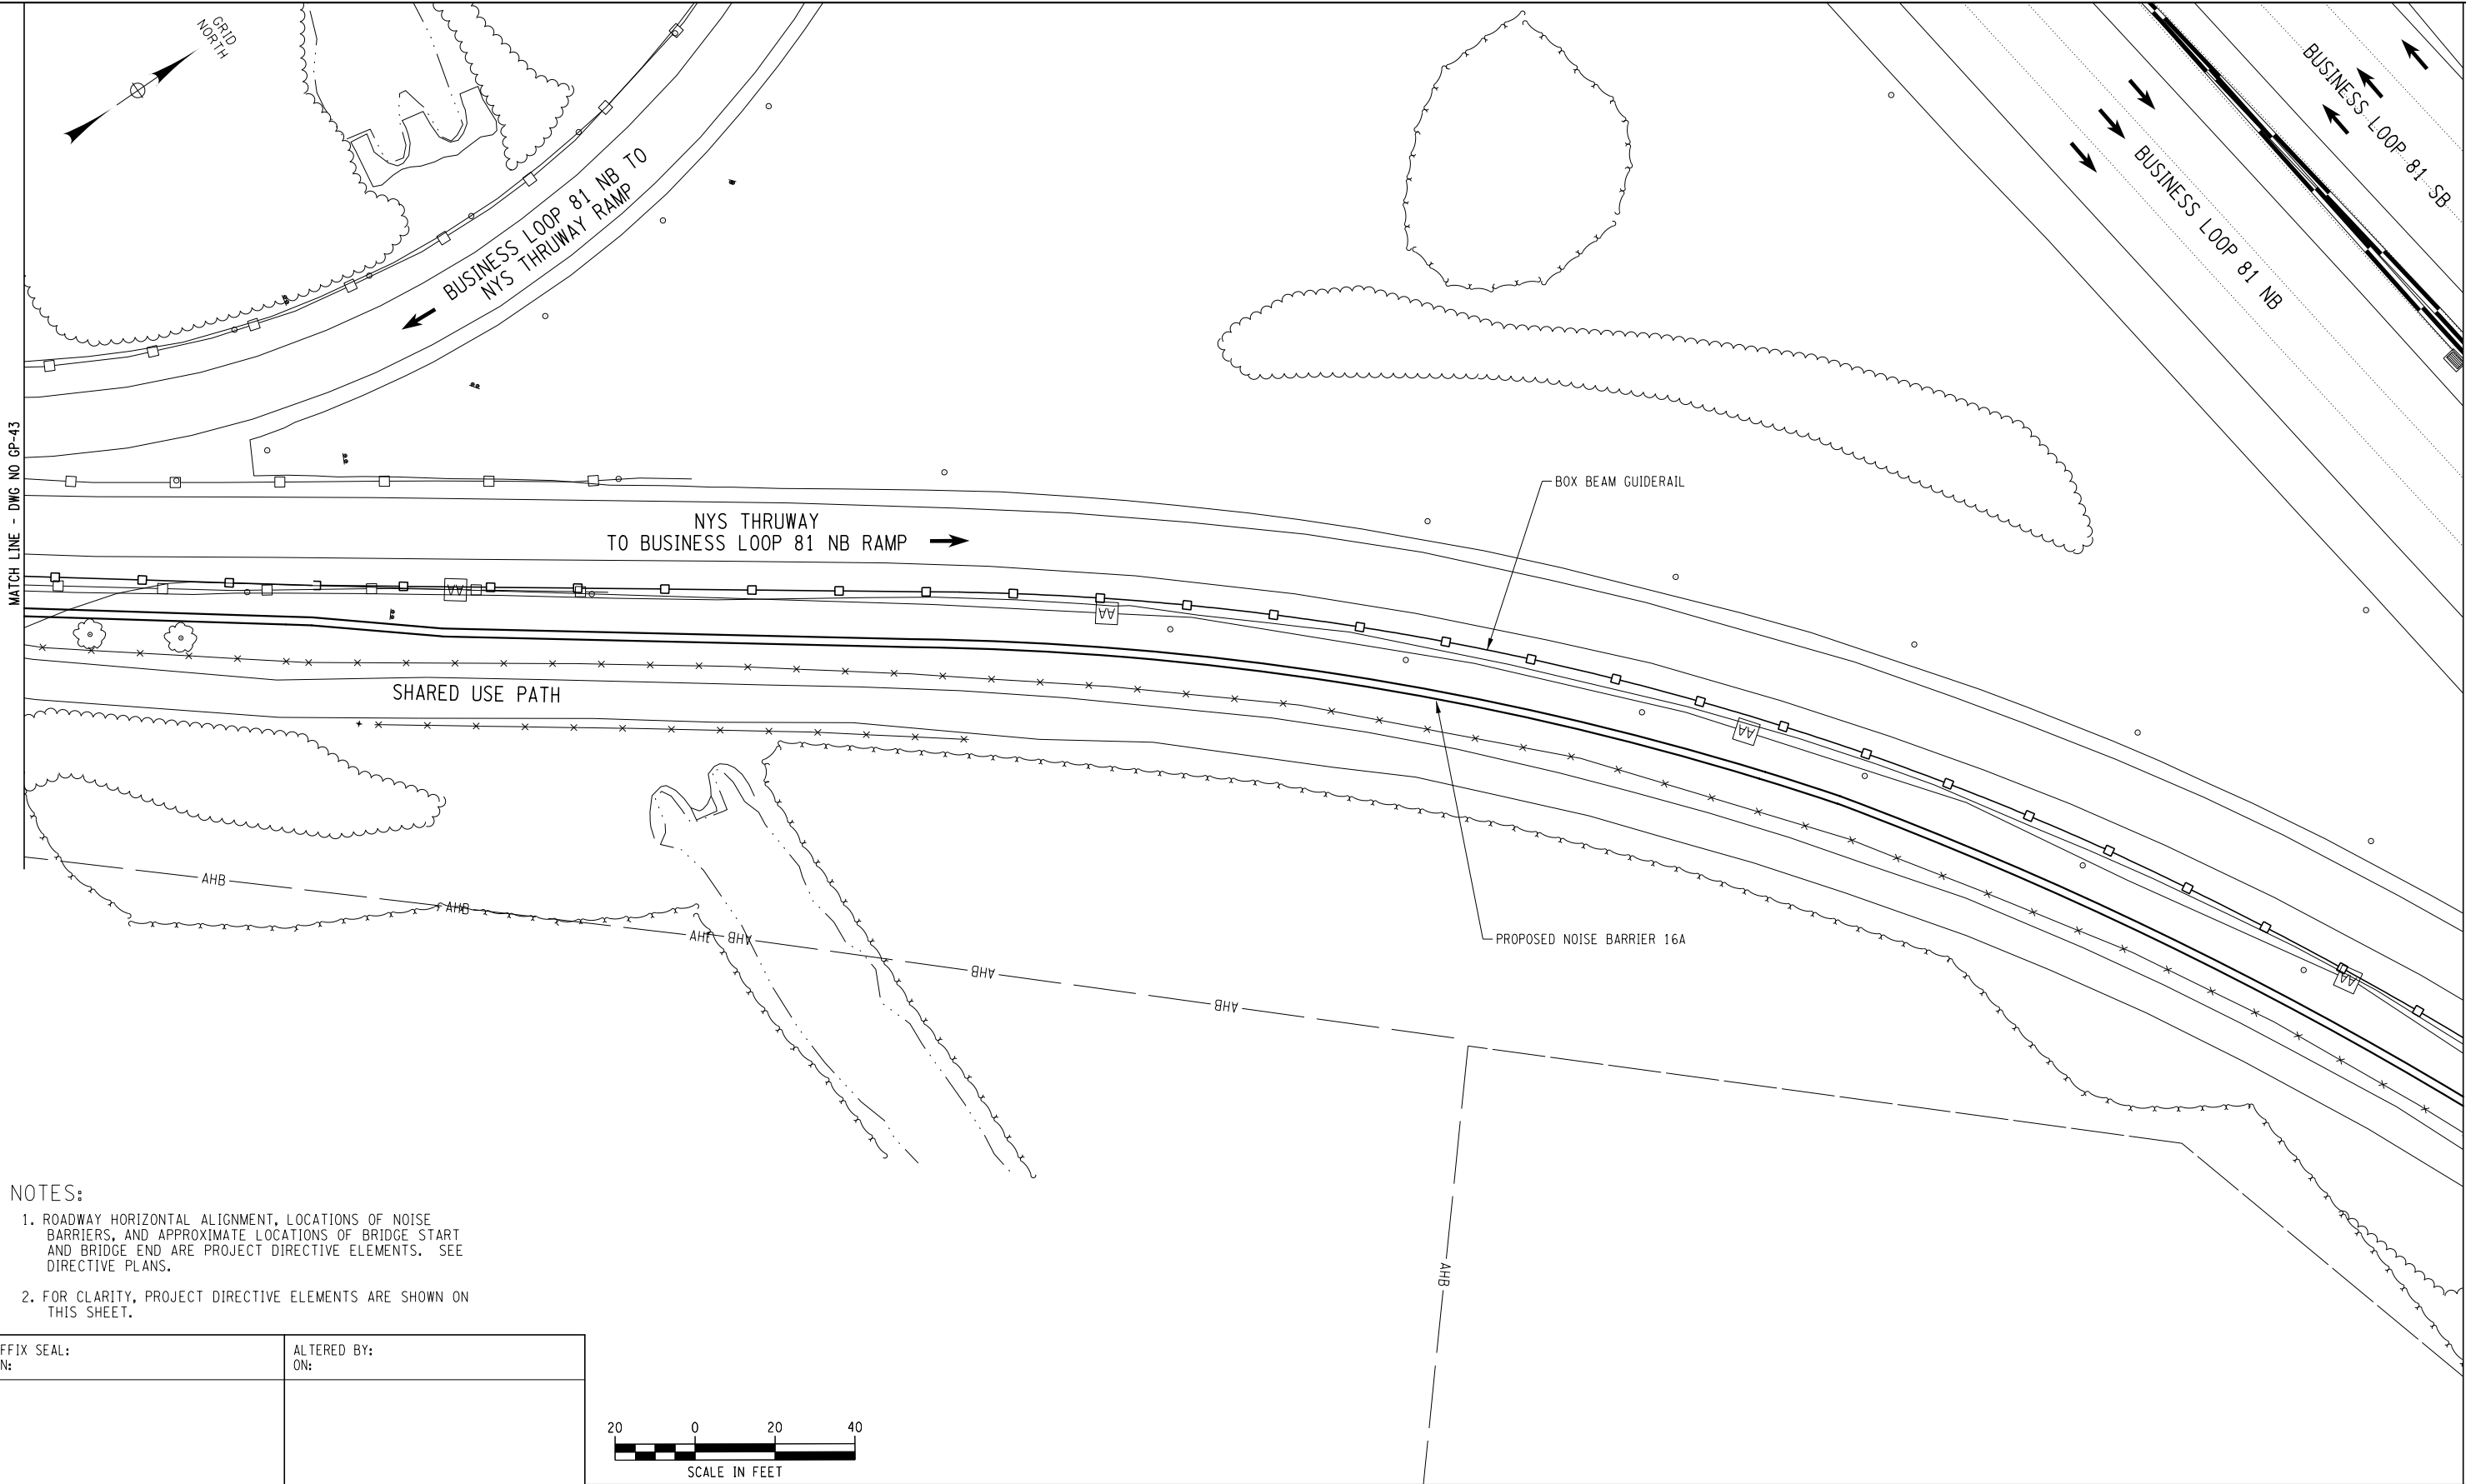 GRID
NORTH
BUSINESS LOOP 81 NB TO
NYS THRUWAY RAMP
BUSINESS LOOP 81 SB
BUSINESS LOOP 81 NB
MATCH LINE - DWG NO GP-43
BOX BEAM GUIDERAIL
NYS THRUWAY
TO BUSINESS LOOP 81 NB RAMP
AA
AA
AA
AA
SHARED USE PATH
PROPOSED NOISE BARRIER 16A
AHB
AHB
AHB
AHB
AHB
AHB
NOTES:
1. ROADWAY HORIZONTAL ALIGNMENT, LOCATIONS OF NOISE
BARRIERS, AND APPROXIMATE LOCATIONS OF BRIDGE START
AND BRIDGE END ARE PROJECT DIRECTIVE ELEMENTS. SEE
DIRECTIVE PLANS.
2. FOR CLARITY, PROJECT DIRECTIVE ELEMENTS ARE SHOWN ON
THIS SHEET.
FFIX SEAL:
N:
ALTERED BY:
ON:
20 0 20 40
SCALE IN FEET